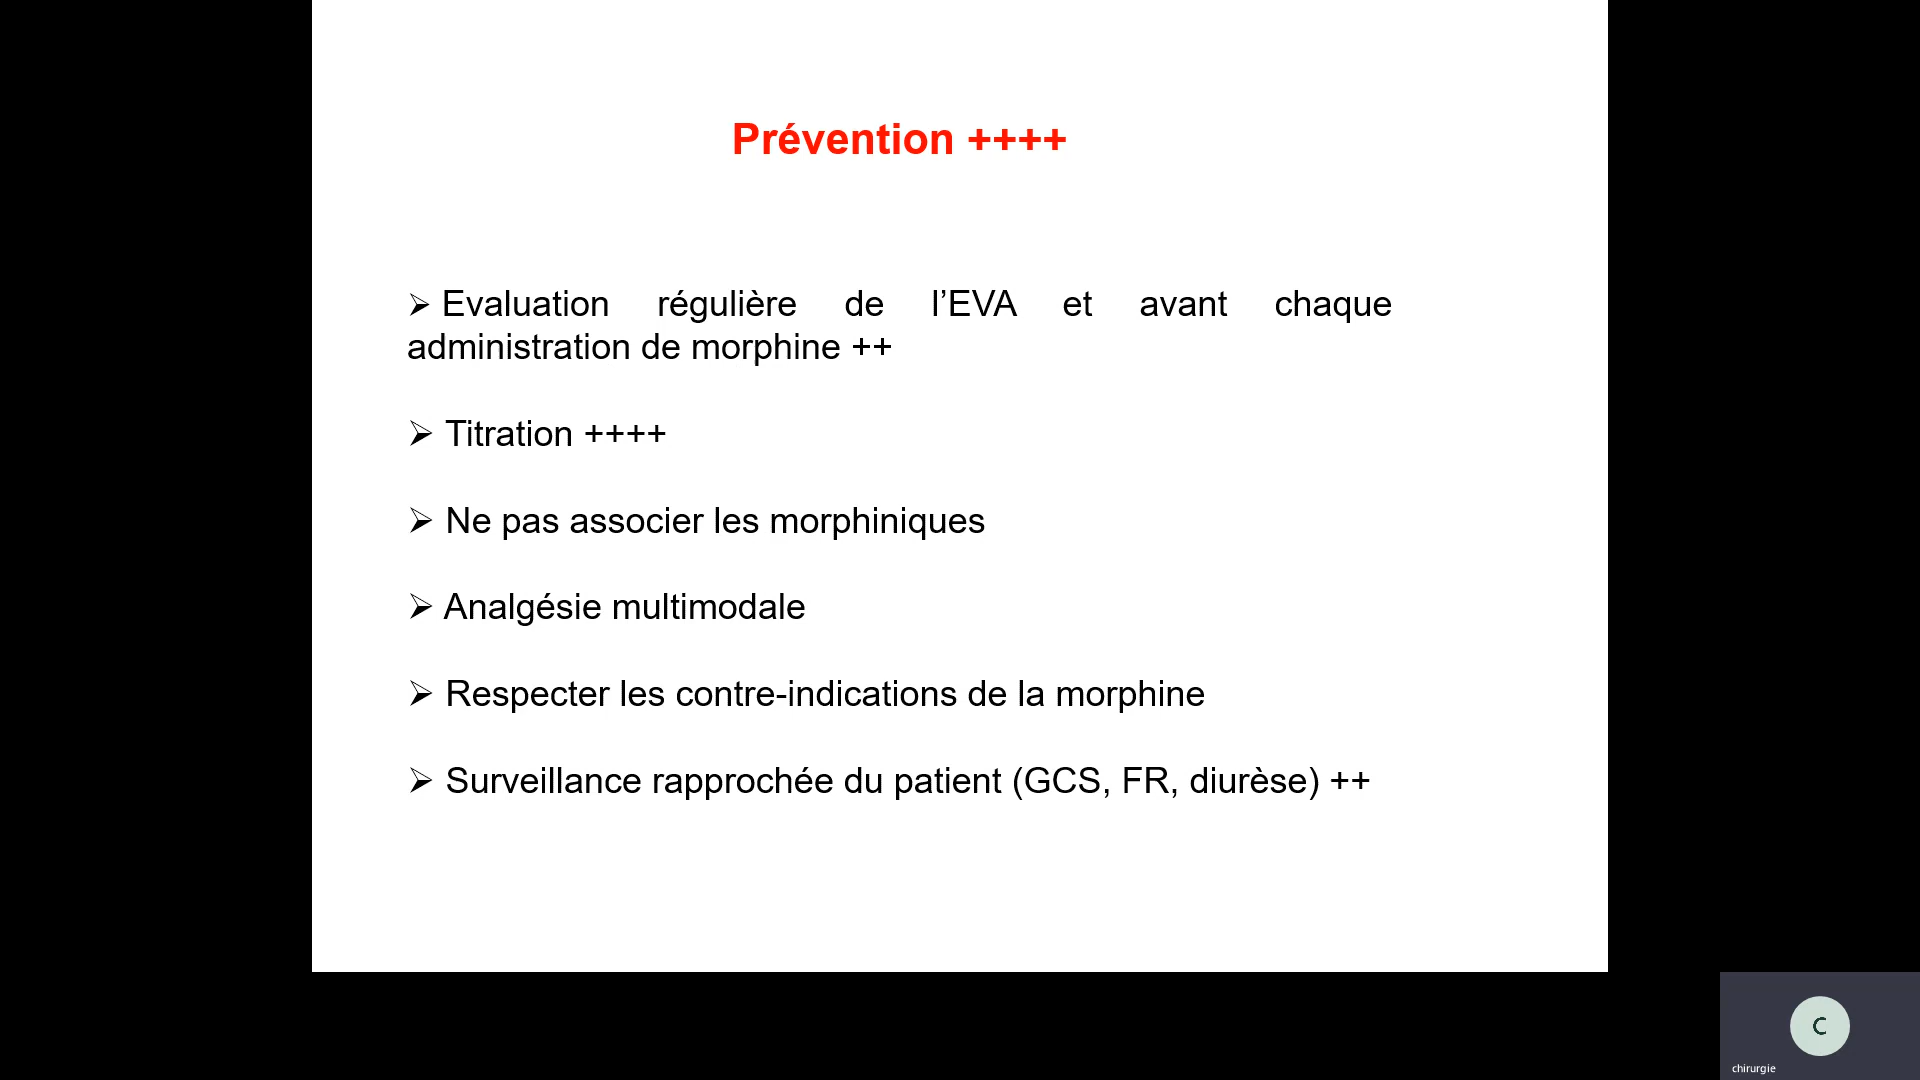 Prévention ++++
➢ Evaluation régulière de l’EVA et avant chaque
administration de morphine ++
➢ Titration ++++
➢ Ne pas associer les morphiniques
➢ Analgésie multimodale
➢ Respecter les contre-indications de la morphine
➢ Surveillance rapprochée du patient (GCS, FR, diurèse) ++
C
chirurgie